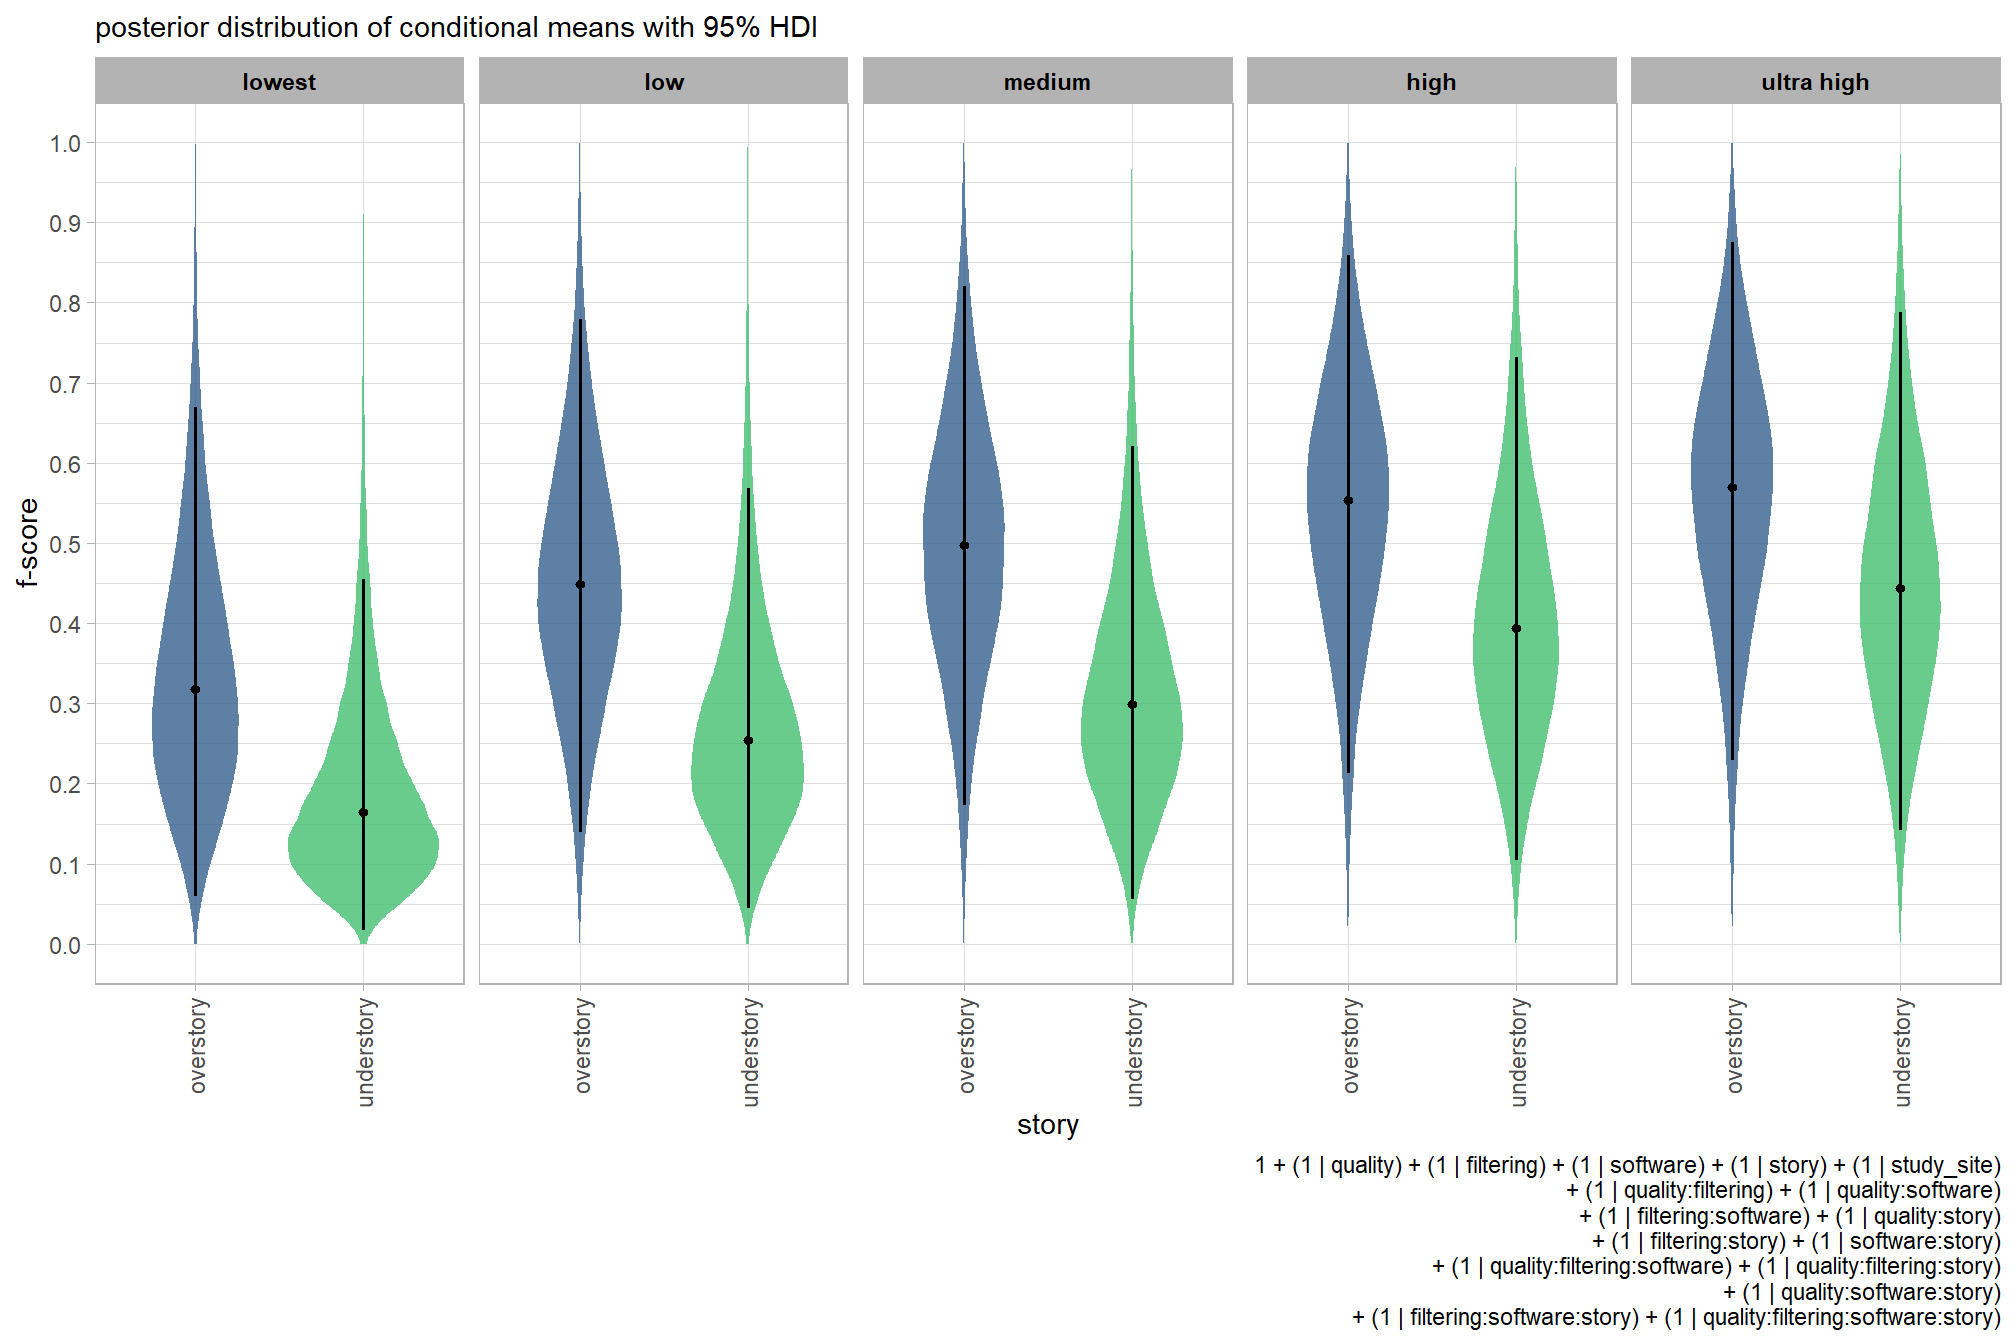 posterior distribution of conditional means with 95% HDI
lowest
low
medium
high
ultra high
f-score
1.0
0.9
0.8
0.7
0.6
0.5
0.4
0.3
0.2
0.1
0.0
overstory
understory
overstory
understory
overstory
understory
overstory
understory
overstory
understory
story
1 + (1 | quality) + (1 | filtering) + (1 | software) + (1 | story) + (1 | study_site)
+ (1 | quality:filtering) + (1 | quality:software)
+ (1 | filtering:software) + (1 | quality:story)
+ (1 | filtering:story) + (1 | software:story)
+ (1 | quality:filtering:software) + (1 | quality:filtering:story)
+ (1 | quality:software:story)
+ (1 | filtering:software:story) + (1 | quality:filtering:software:story)